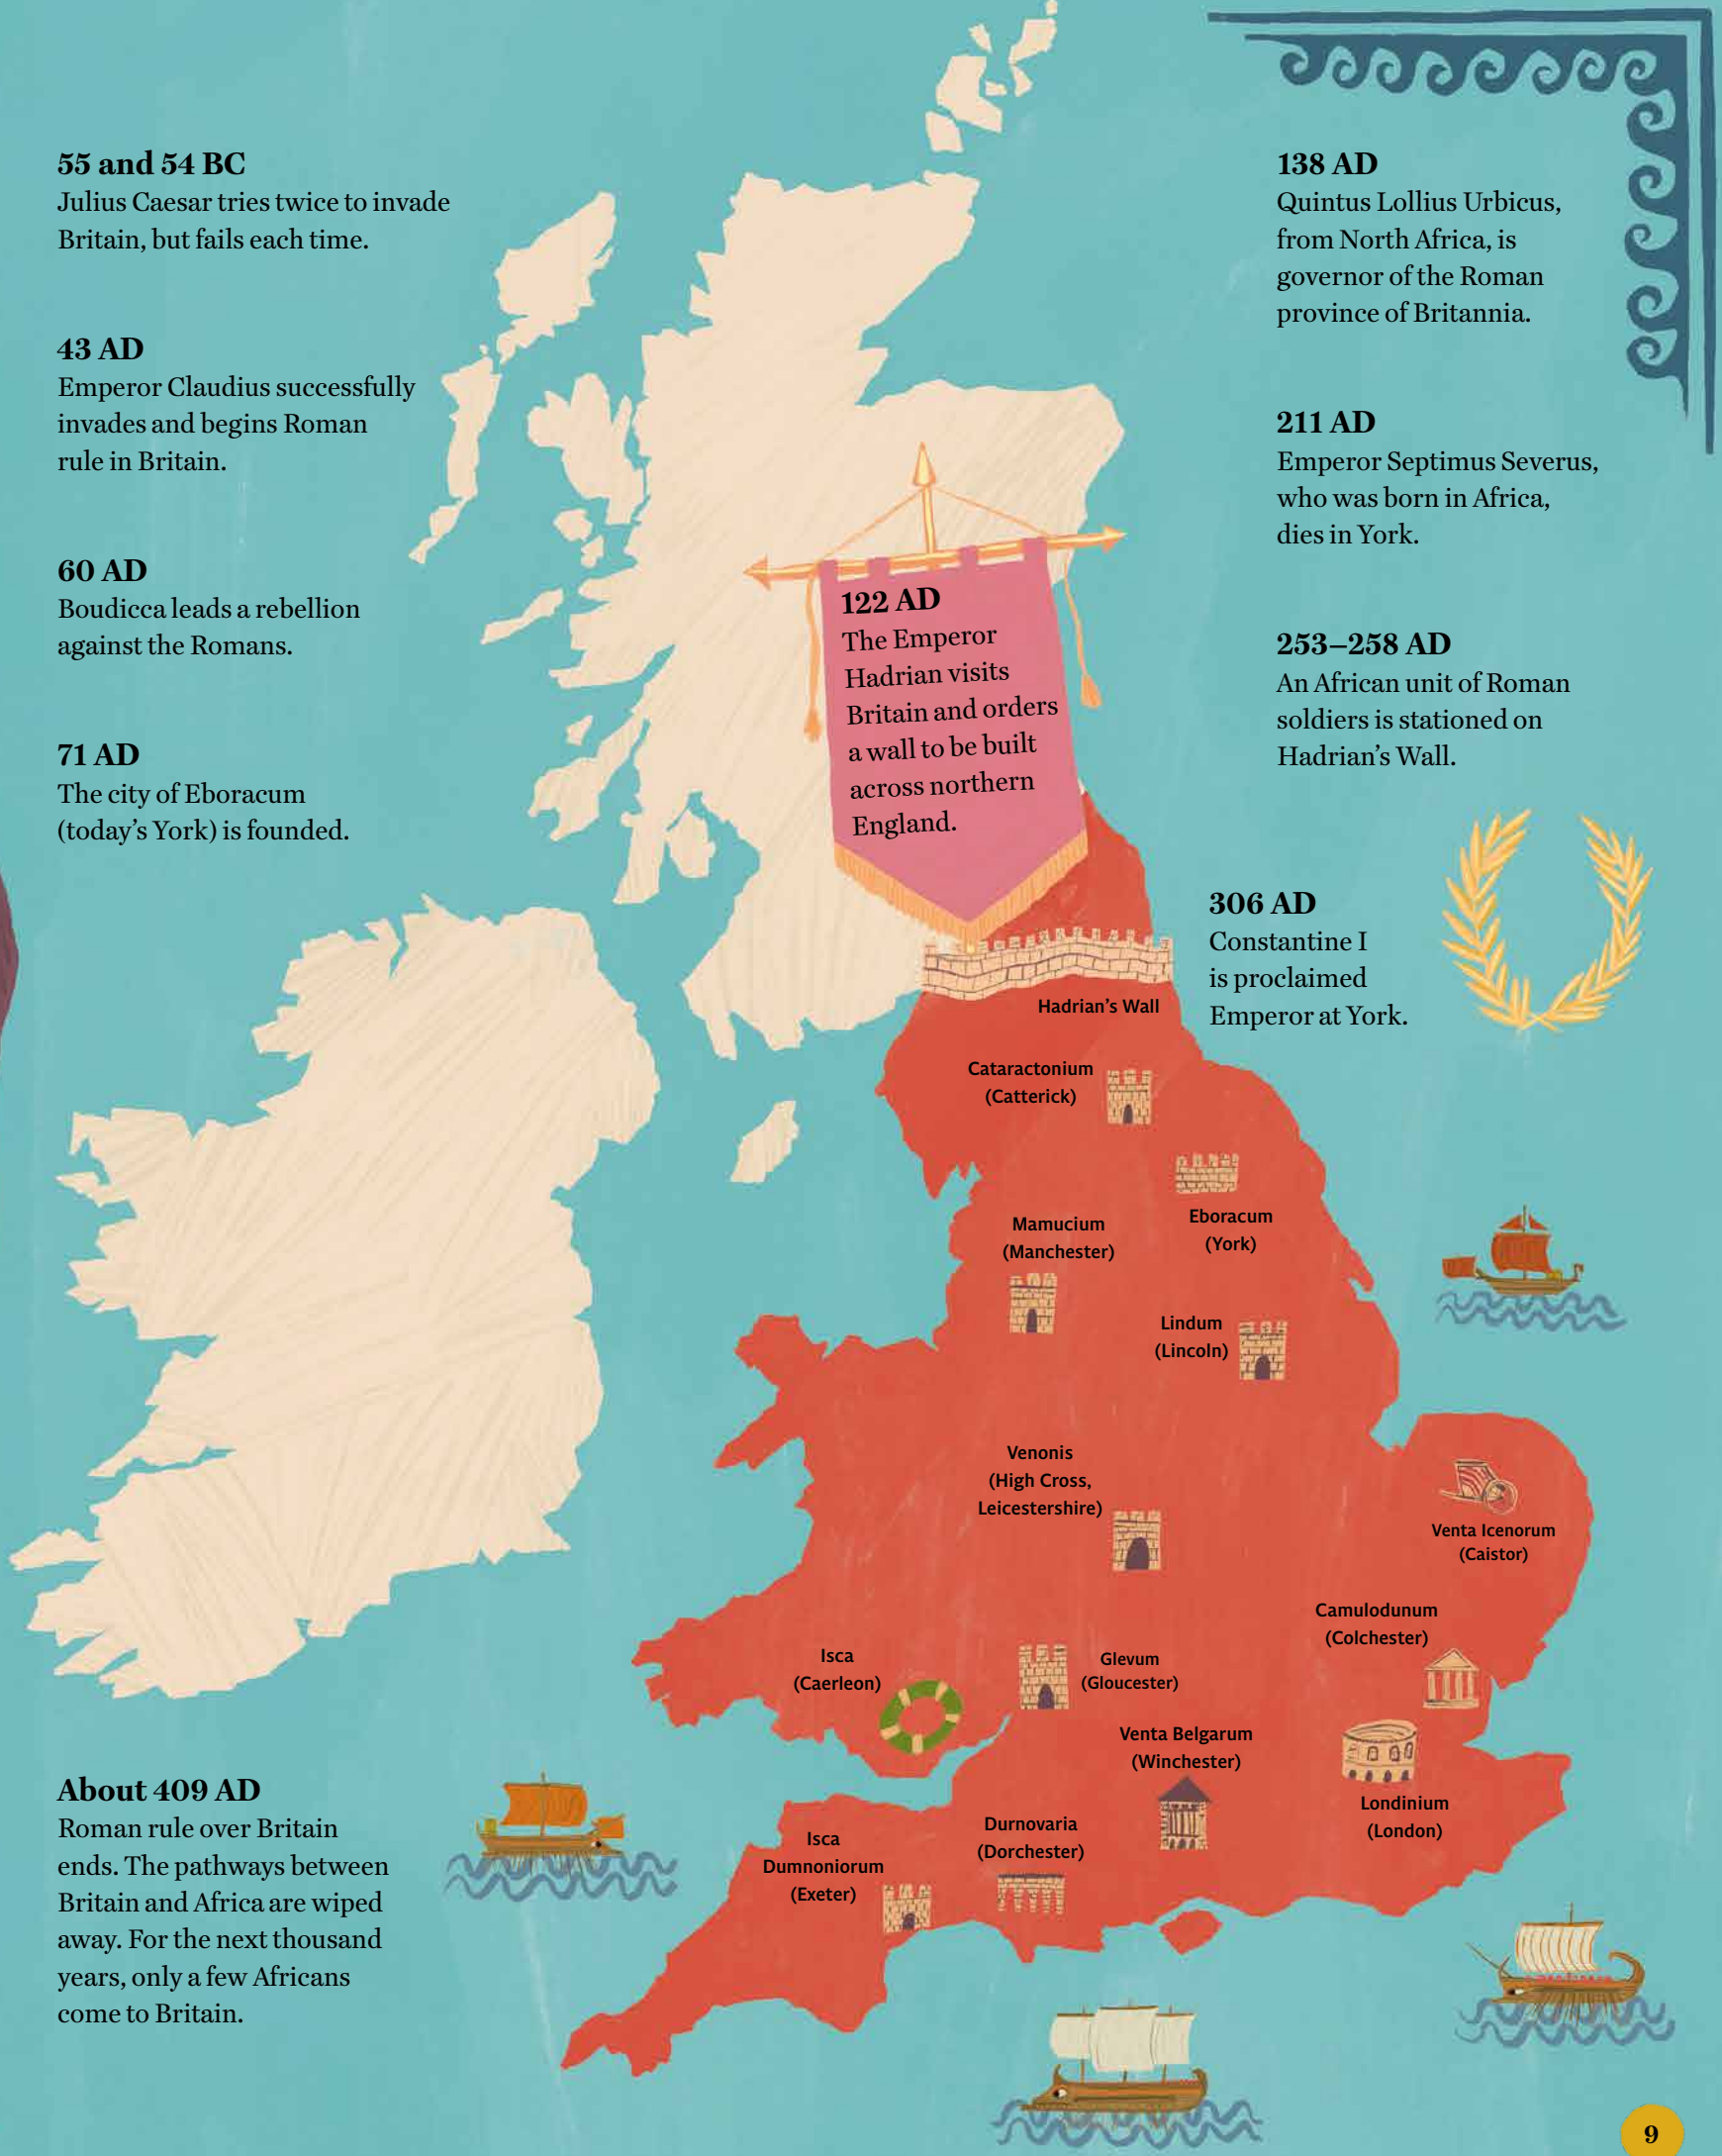 55 and 54 BC
Julius Caesar tries twice to invade
Britain, but fails each time.
43 AD
Emperor Claudius successfully
invades and begins Roman
rule in Britain.
60 AD
Boudicca leads a rebellion
against the Romans.
71 AD
The city of Eboracum
(today’s York) is founded.
122 AD
The Emperor
Hadrian visits
Britain and orders
a wall to be built
across northern
England.
138 AD
Quintus Lollius Urbicus,
from North Africa, is
governor of the Roman
province of Britannia.
211 AD
Emperor Septimus Severus,
who was born in Africa,
dies in York.
253–258 AD
An African unit of Roman
soldiers is stationed on
Hadrian’s Wall.
306 AD
Constantine I
is proclaimed
Emperor at York.
About 409 AD
Roman rule over Britain
ends. The pathways between
Britain and Africa are wiped
away. For the next thousand
years, only a few Africans
come to Britain.
Hadrian’s Wall
Cataractonium
(Catterick)
Eboracum
(York)
Mamucium
(Manchester)
Lindum
(Lincoln)
Venonis
(High Cross,
Leicestershire)
Venta Icenorum
(Caistor)
Camulodunum
(Colchester)
Isca
(Caerleon)
Glevum
(Gloucester)
Venta Belgarum
(Winchester)
Londinium
(London)
Durnovaria
(Dorchester)
Isca
Dumnoniorum
(Exeter)
9